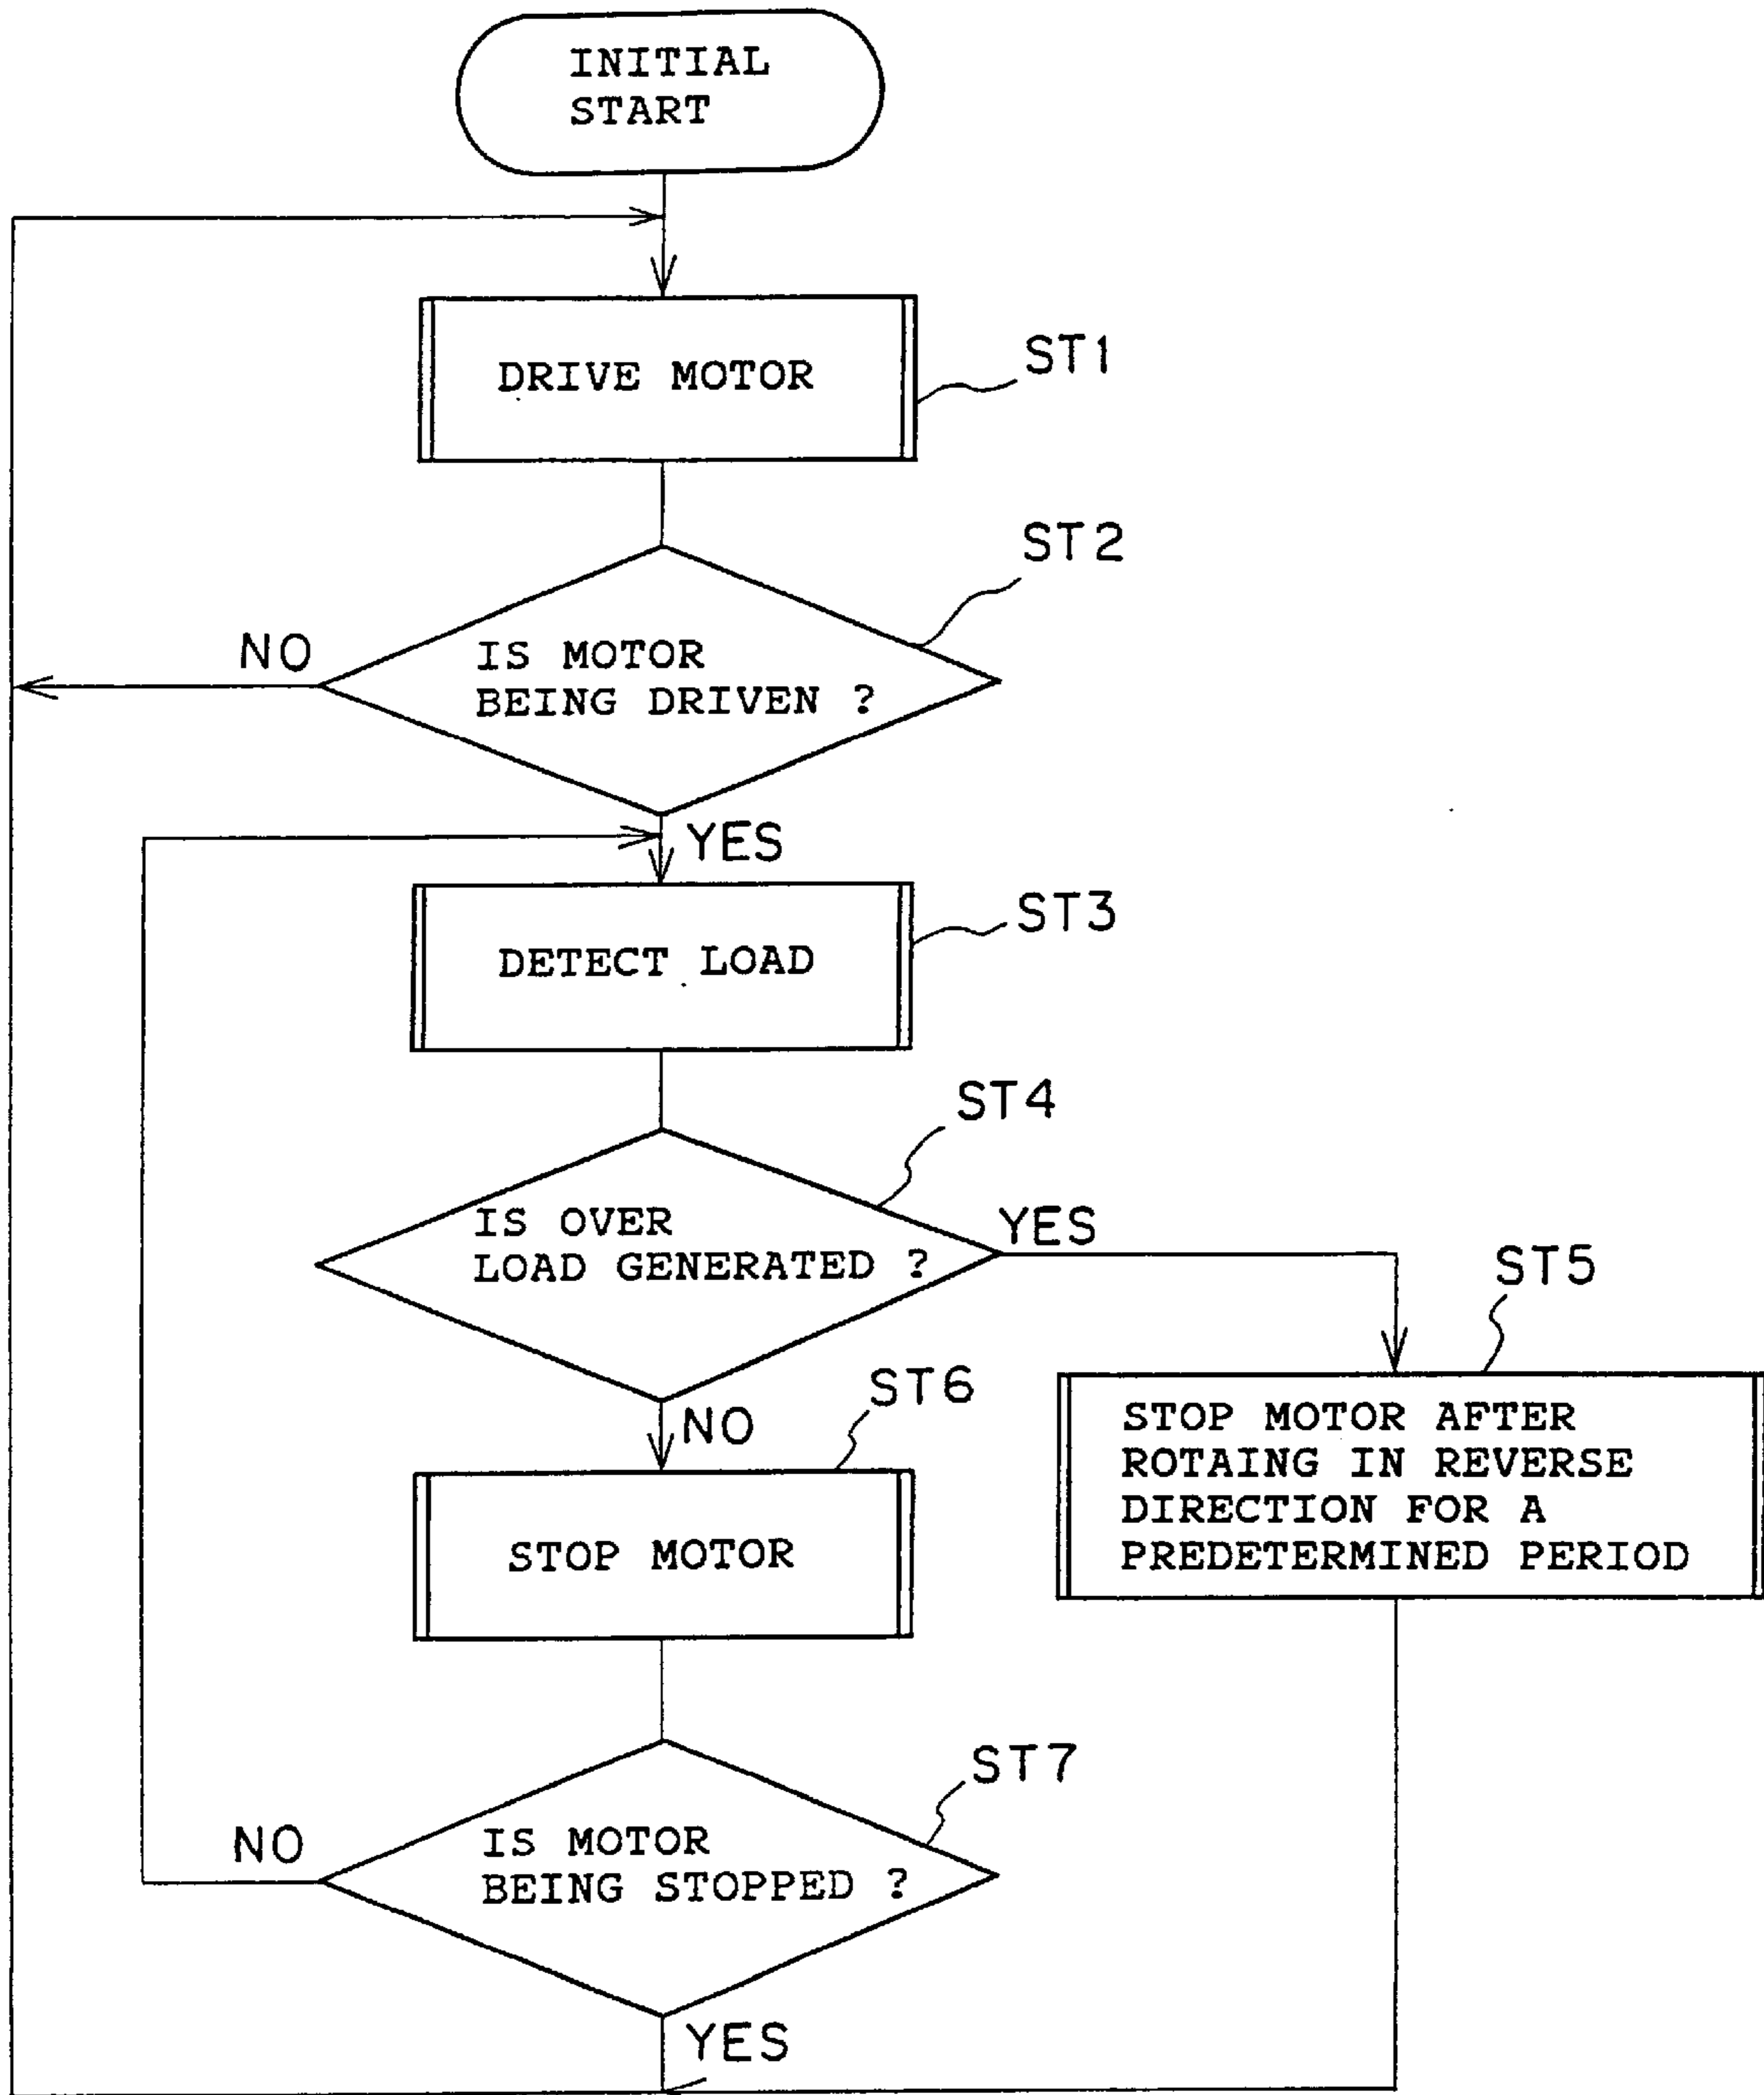 INITIAL
START
DRIVE MOTOR
ST1
ST2
NO
IS MOTOR
BEING DRIVEN ?
YES
ST3
DETECT LOAD
ST4
IS OVER
LOAD GENERATED ?
YES
ST5
NO
ST6
STOP MOTOR AFTER
ROTAING IN REVERSE
DIRECTION FOR A
PREDETERMINED PERIOD
STOP MOTOR
ST7
NO
IS MOTOR
BEING STOPPED ?
YES